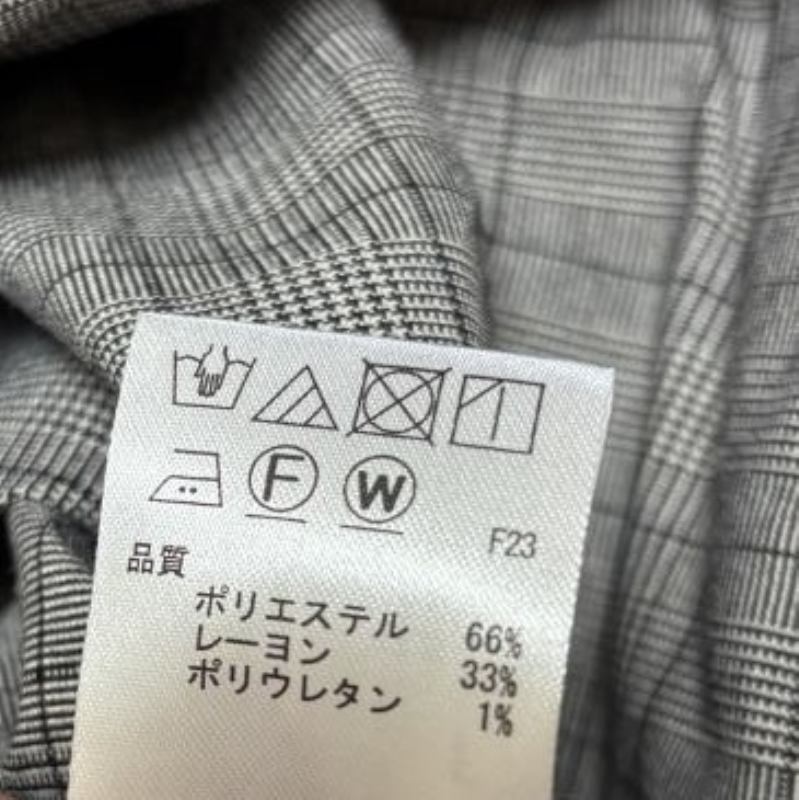 F W
F23
品質
ポリエステル 66%
レーヨン 33%
ポリウレタン 1%